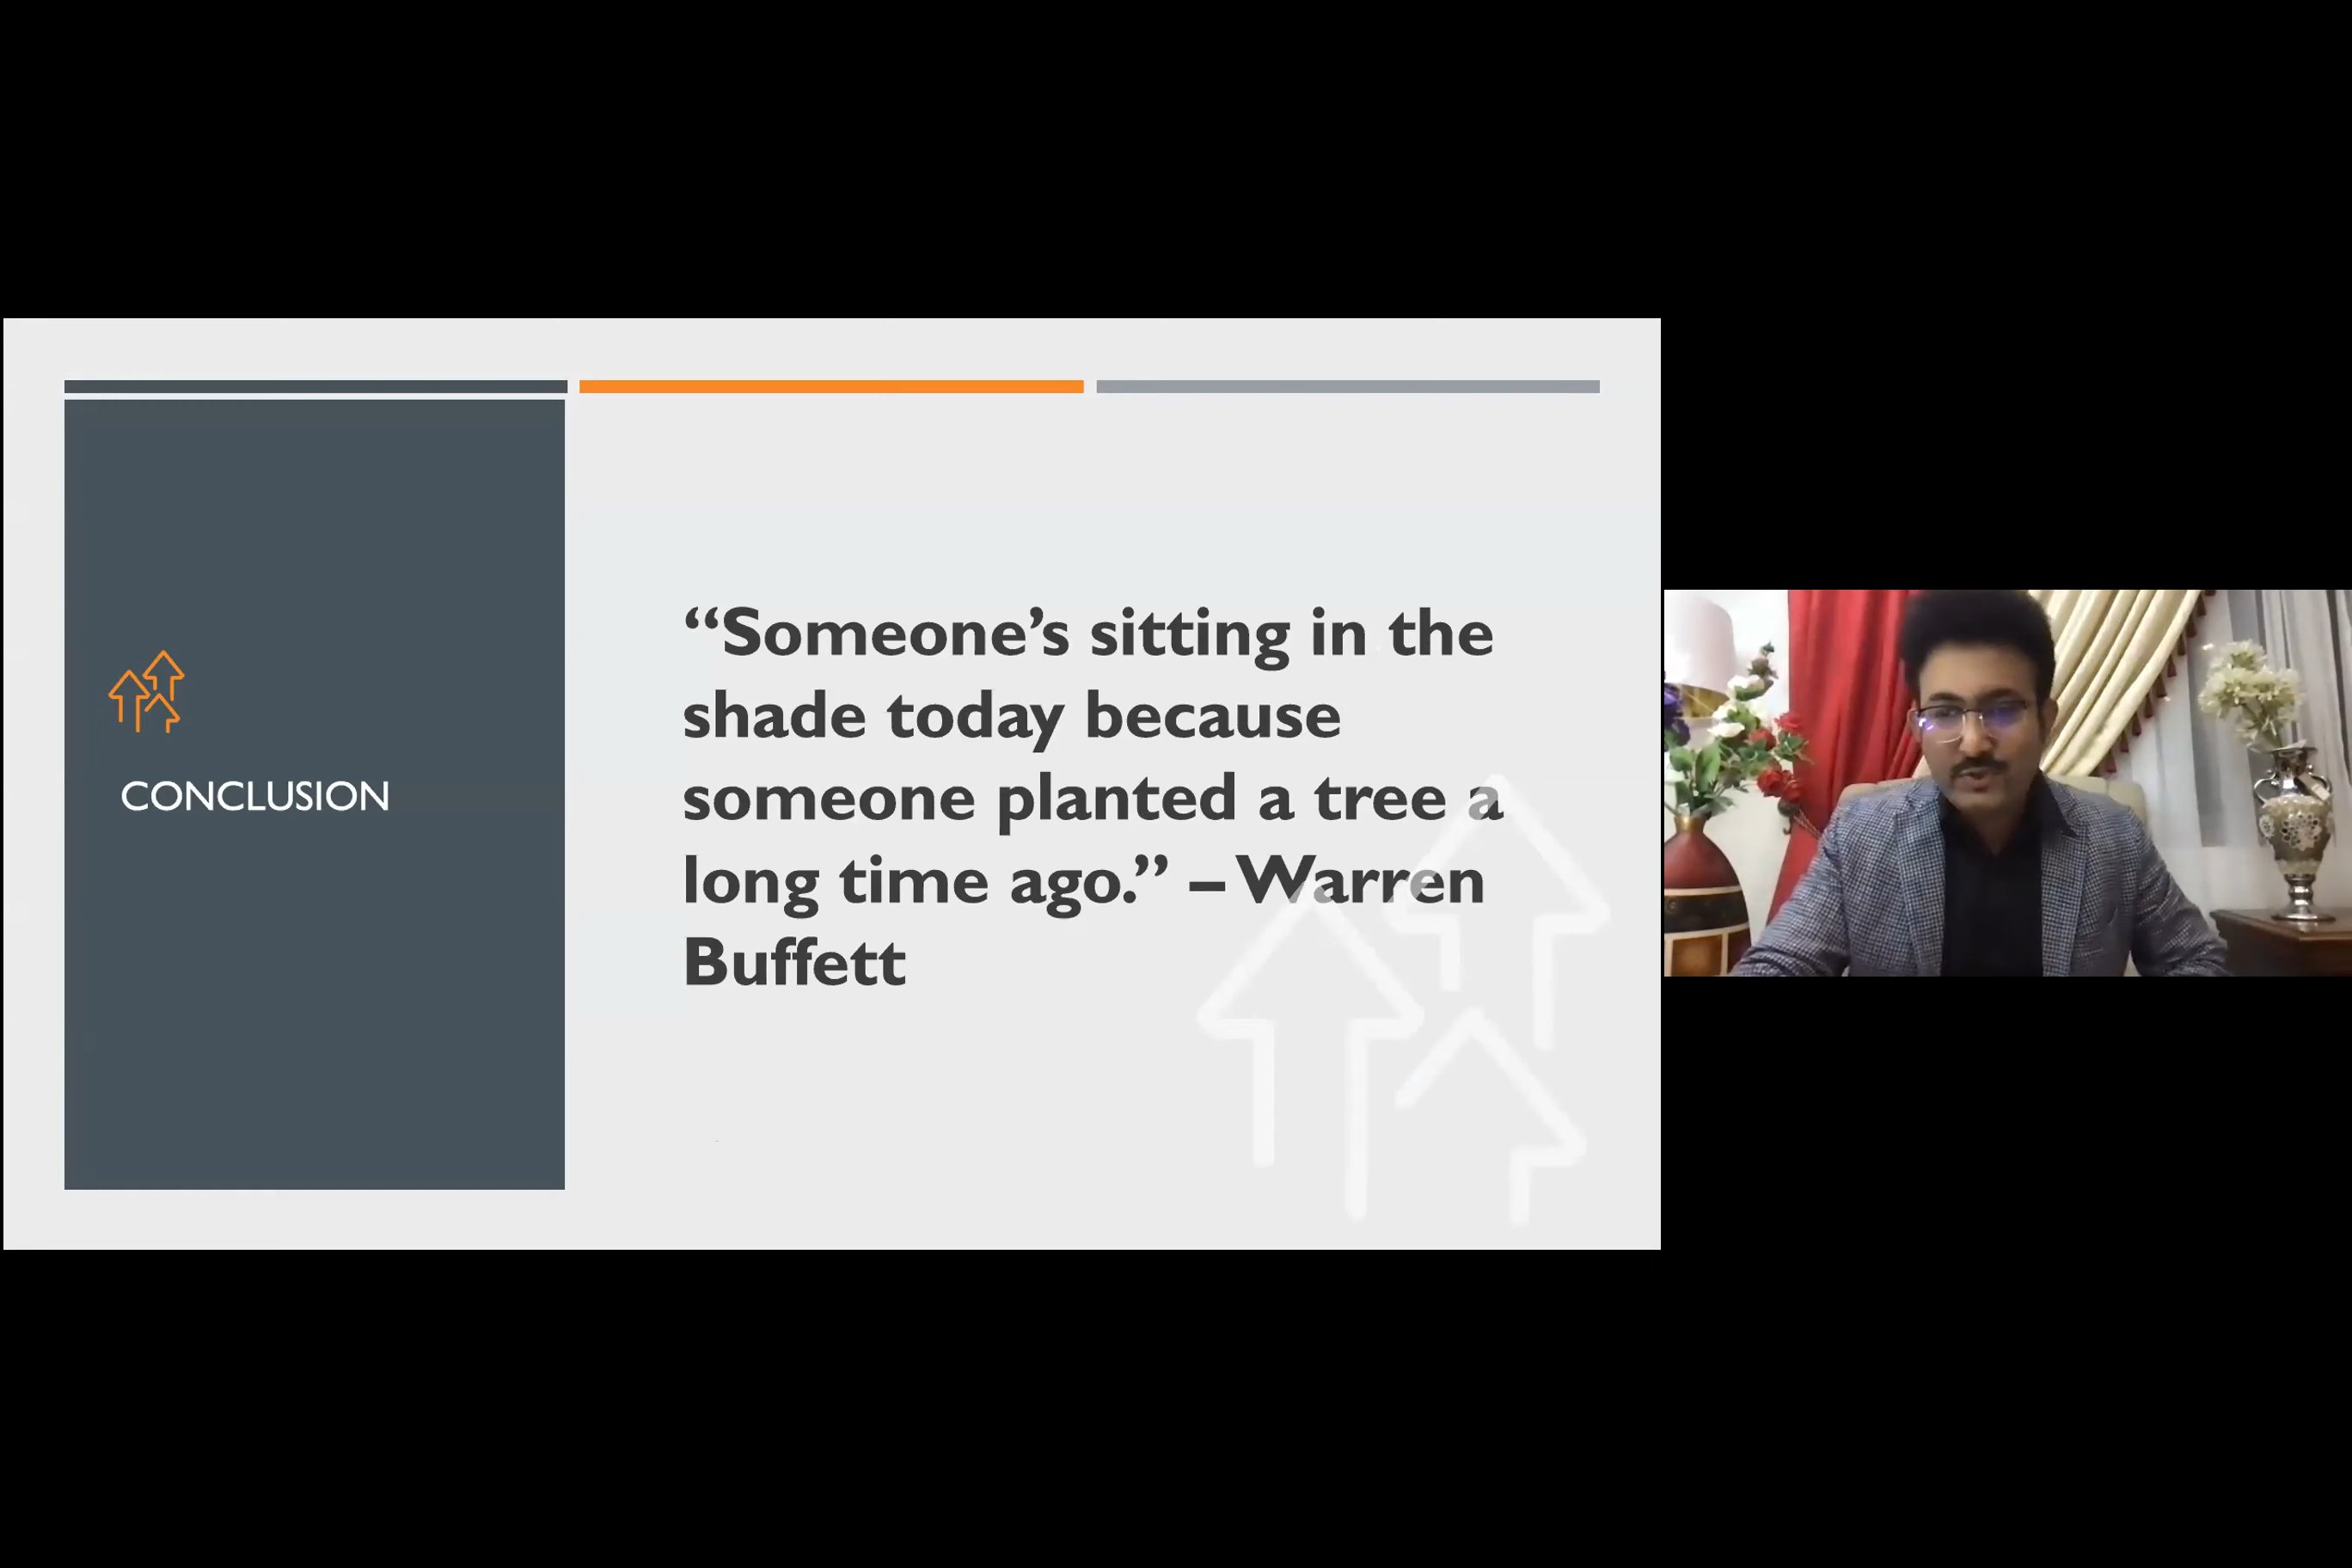 CONCLUSION
“Someone’s sitting in the
shade today because
someone planted a tree a
long time ago.” – Warren
Buffett